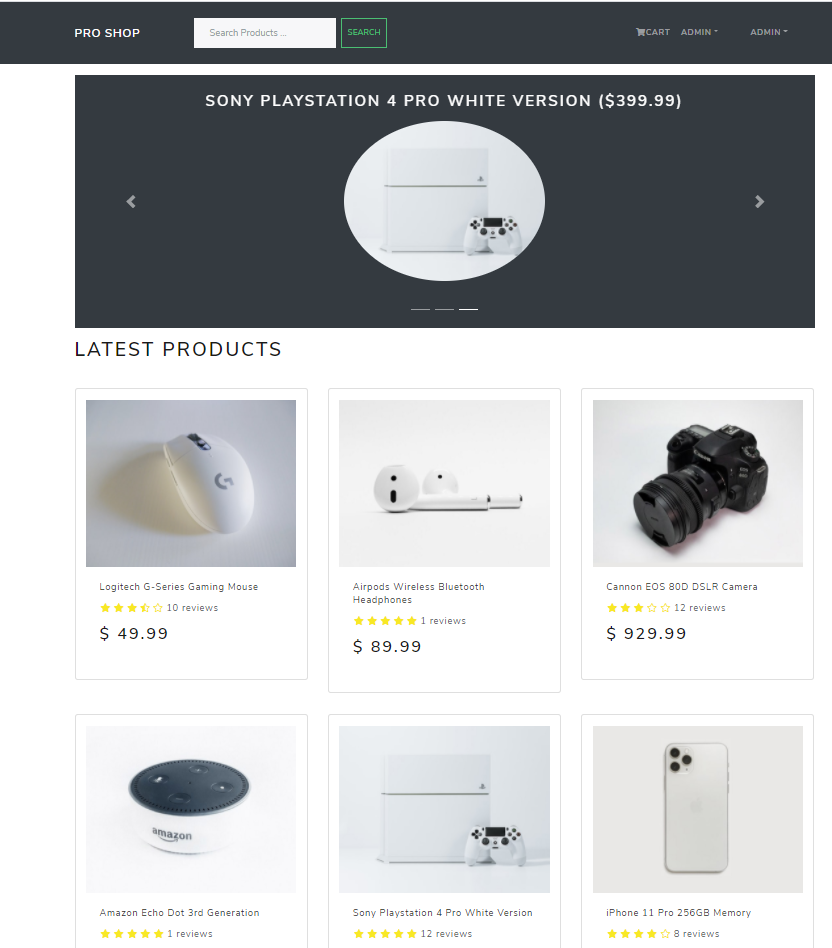 PRO SHOP
Search Products ...
SEARCH
CART
ADMIN
ADMIN
SONY PLAYSTATION 4 PRO WHITE VERSION ($399.99)
LATEST PRODUCTS
Logitech G-Series Gaming Mouse
10 reviews
$ 49.99
Airpods Wireless Bluetooth
Headphones
1 reviews
$ 89.99
Canon
EOS
80D
Cannon EOS 80D DSLR Camera
12 reviews
$ 929.99
amazon
Amazon Echo Dot 3rd Generation
1 reviews
Sony Playstation 4 Pro White Version
12 reviews
iPhone 11 Pro 256GB Memory
8 reviews